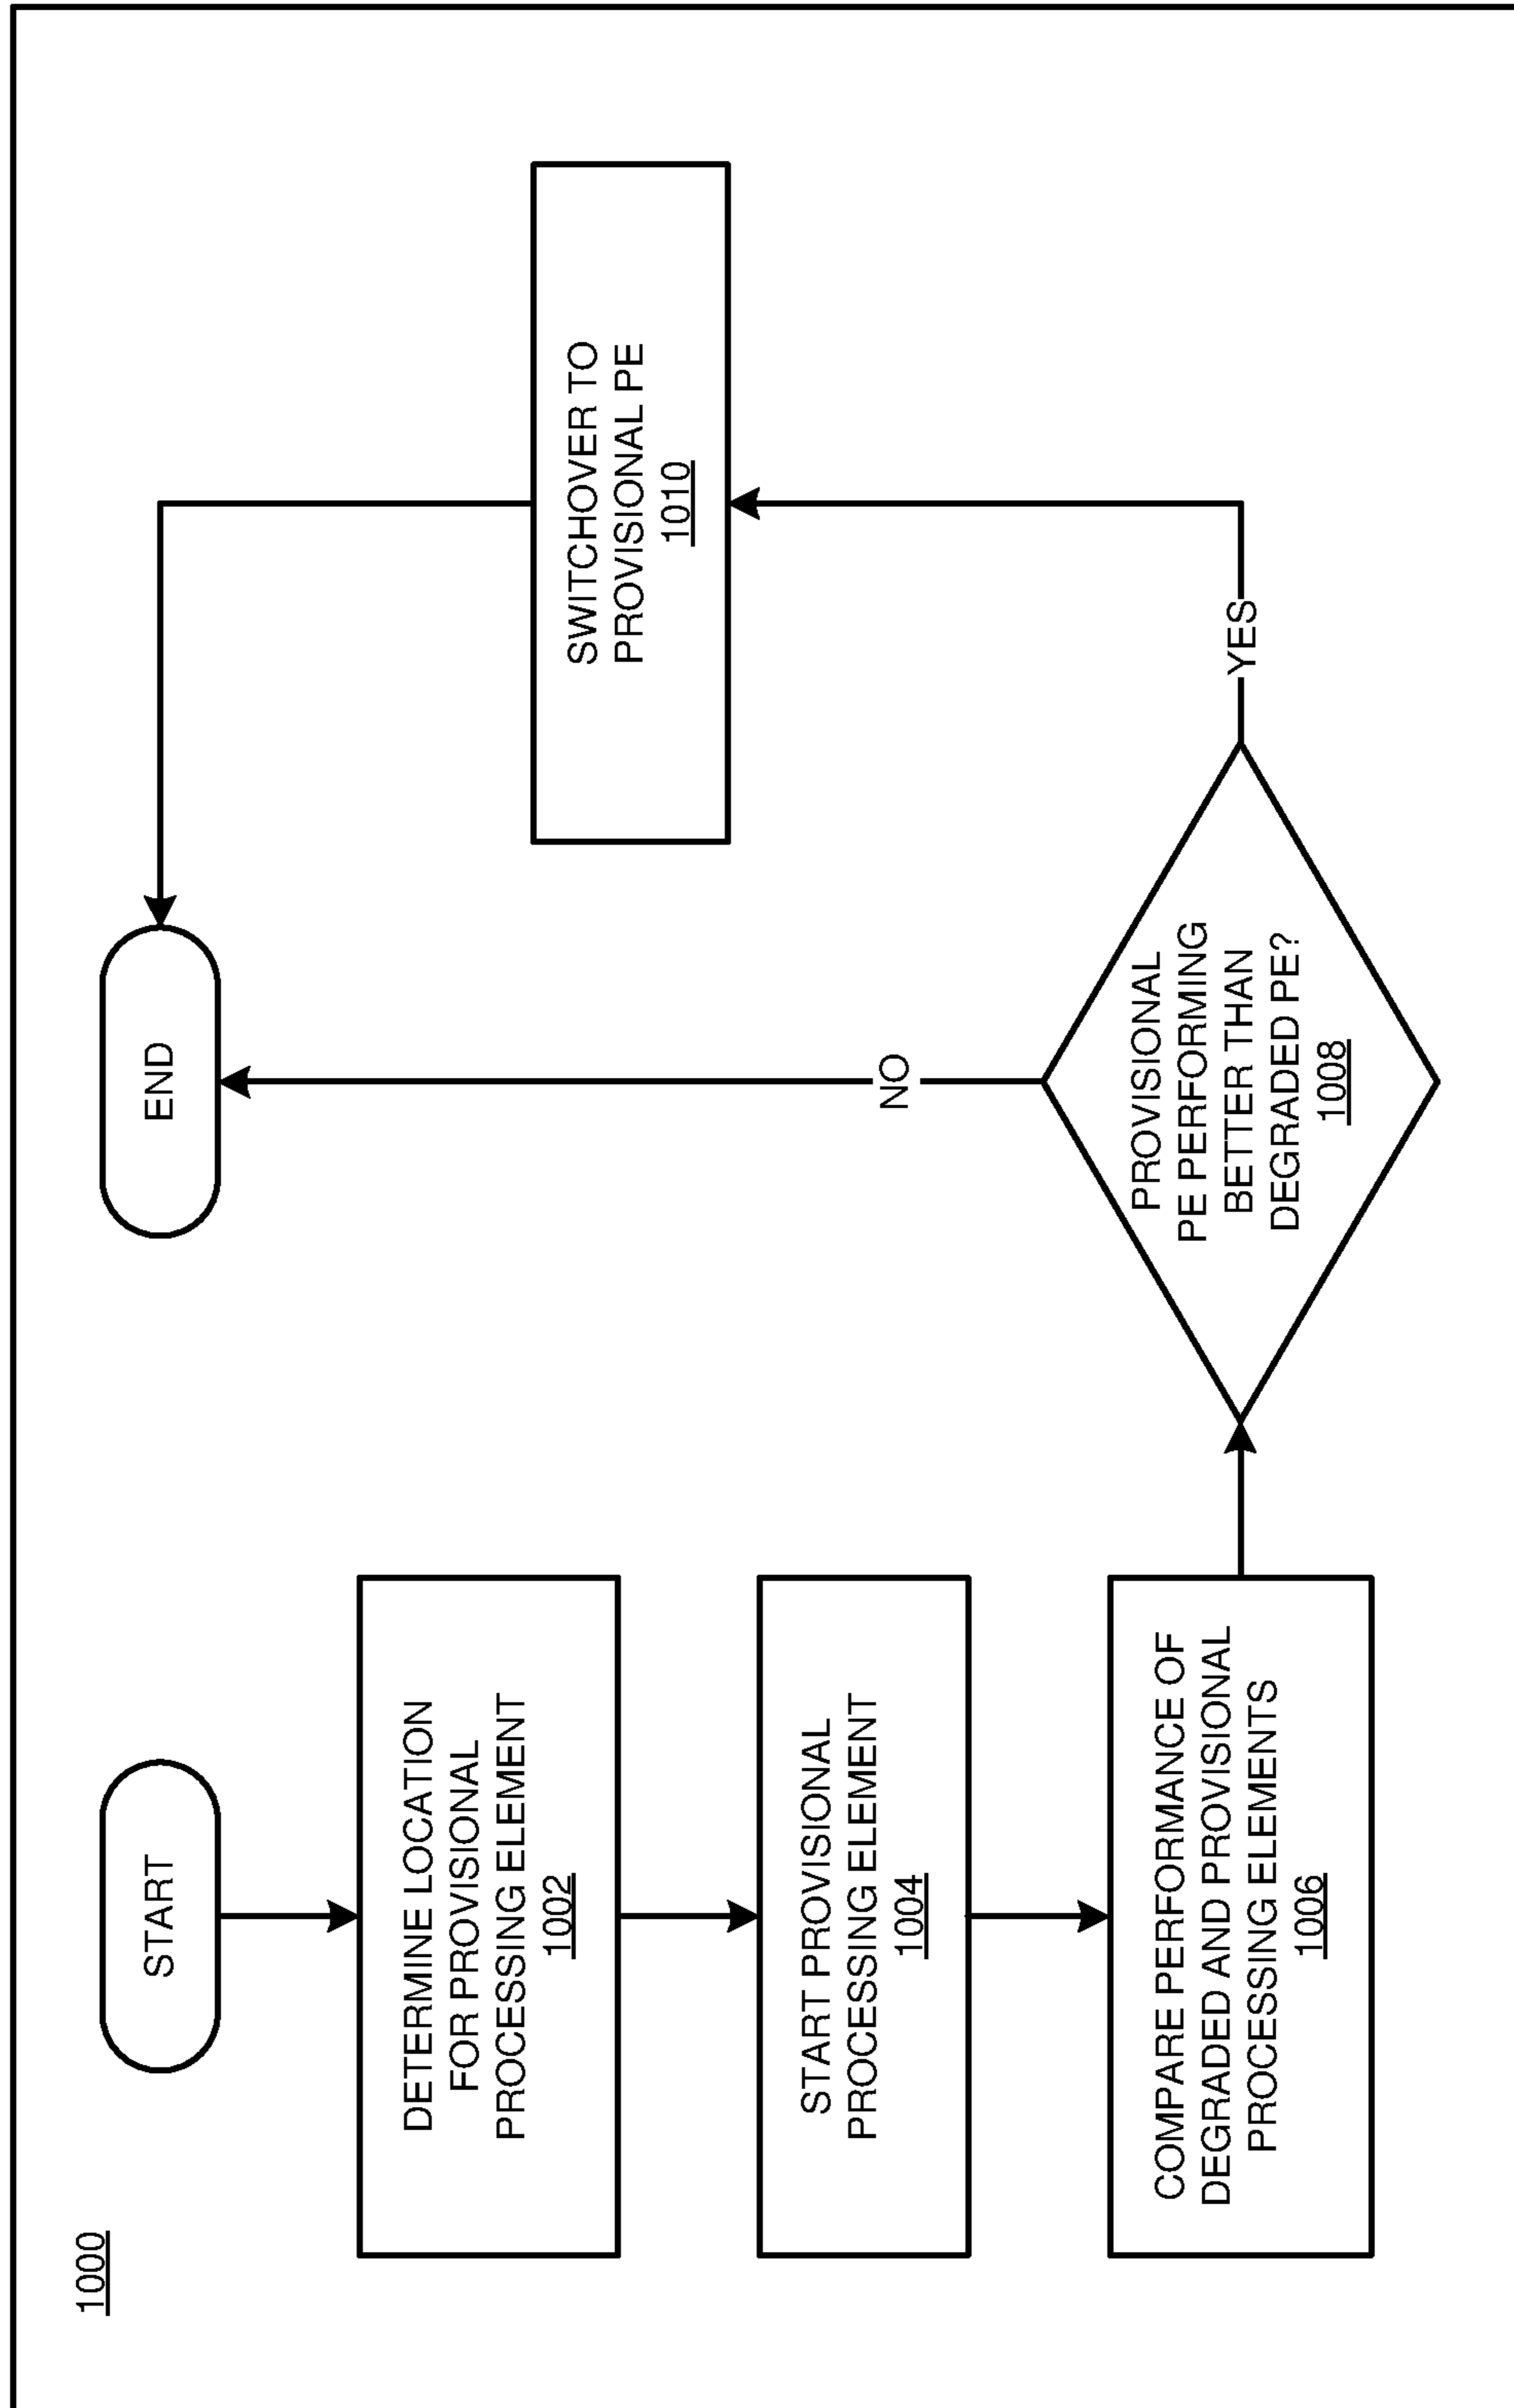 1000
START
DETERMINE LOCATION
FOR PROVISIONAL
PROCESSING ELEMENT
1002
START PROVISIONAL
PROCESSING ELEMENT
1004
COMPARE PERFORMANCE OF
DEGRADED AND PROVISIONAL
PROCESSING ELEMENTS
1006
PROVISIONAL
PE PERFORMING
BETTER THAN
DEGRADED PE?
1008
NO
YES
SWITCHOVER TO
PROVISIONAL PE
1010
END